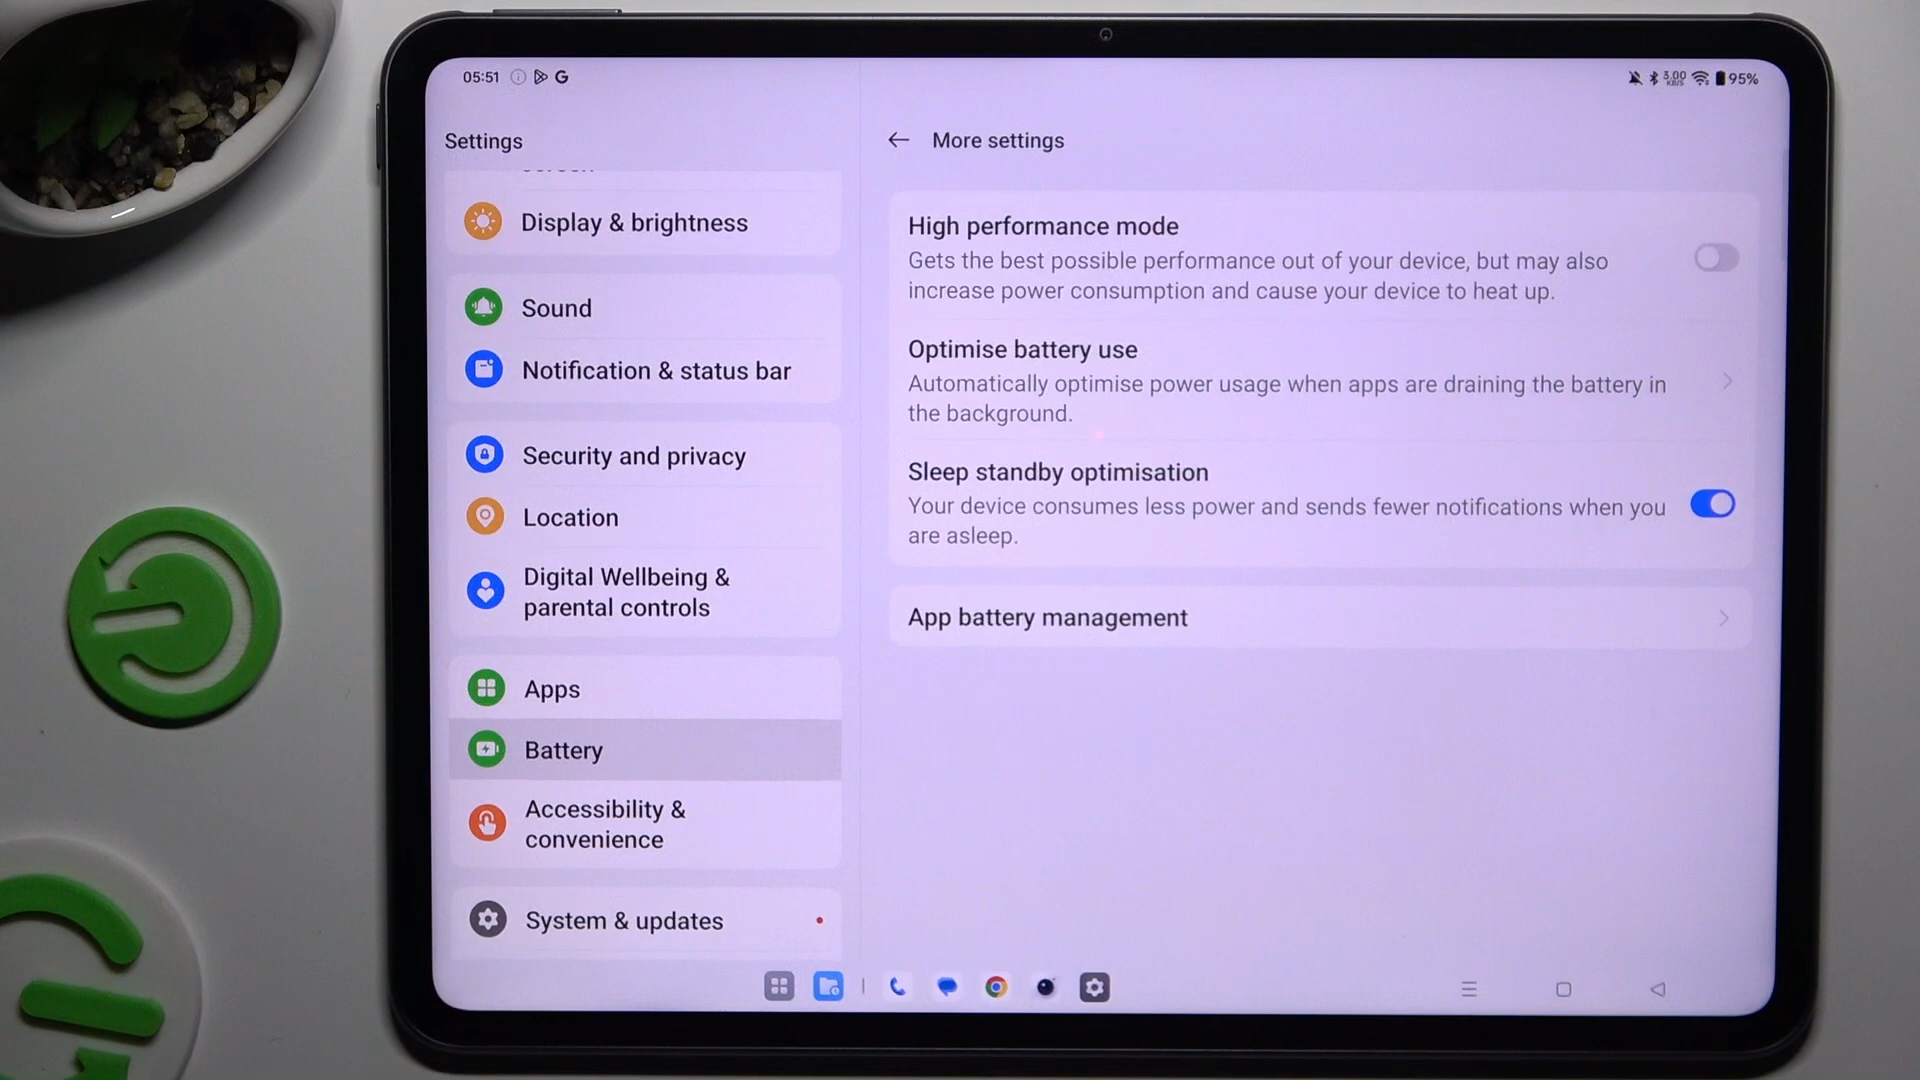 05:51
3.00
KB/S
95%
Settings
Display & brightness
Sound
Notification & status bar
Security and privacy
Location
Digital Wellbeing &
parental controls
Apps
Battery
Accessibility &
convenience
System & updates
More settings
High performance mode
Gets the best possible performance out of your device, but may also
increase power consumption and cause your device to heat up.
Optimise battery use
Automatically optimise power usage when apps are draining the battery in
the background.
Sleep standby optimisation
Your device consumes less power and sends fewer notifications when you
are asleep.
App battery management